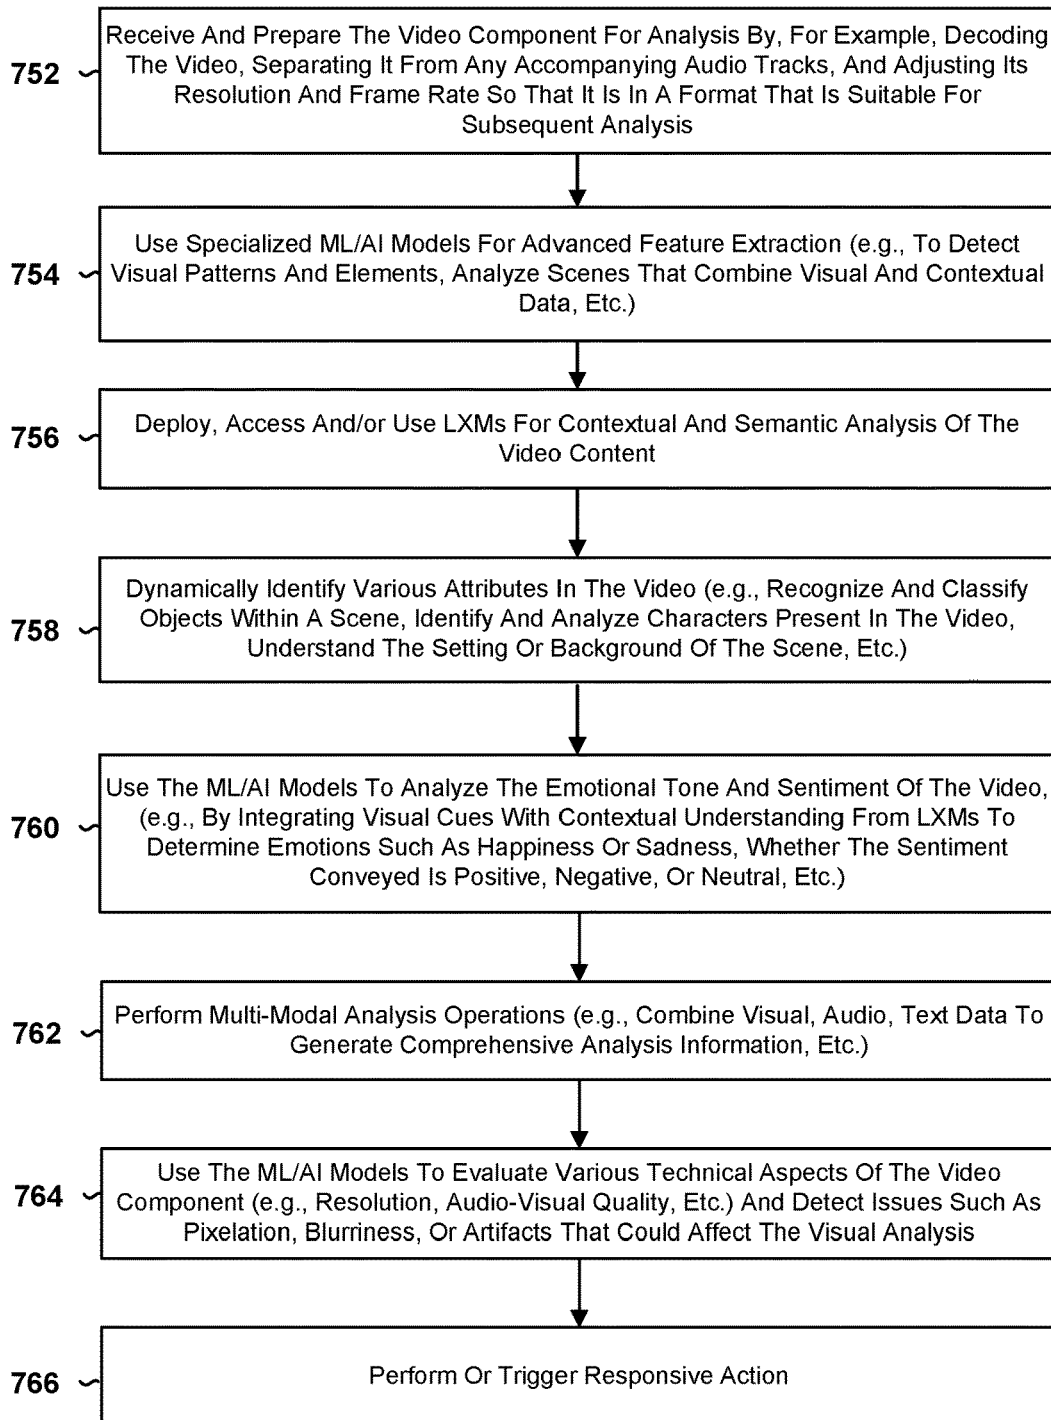 Receive And Prepare The Video Component For Analysis By, For Example, Decoding
752
The Video, Separating It From Any Accompanying Audio Tracks, And Adjusting Its
Resolution And Frame Rate So That It Is In A Format That Is Suitable For
Subsequent Analysis
Use Specialized ML/AI Models For Advanced Feature Extraction (e.g., To Detect
754
Visual Patterns And Elements, Analyze Scenes That Combine Visual And Contextual
Data, Etc.)
756
Deploy, Access And/or Use LXMs For Contextual And Semantic Analysis Of The
Video Content
Dynamically Identify Various Attributes In The Video (e.g., Recognize And Classify
758
Objects Within A Scene, Identify And Analyze Characters Present In The Video,
Understand The Setting Or Background Of The Scene, Etc.)
Use The ML/AI Models To Analyze The Emotional Tone And Sentiment Of The Video,
760
(e.g., By Integrating Visual Cues With Contextual Understanding From LXMs To
Determine Emotions Such As Happiness Or Sadness, Whether The Sentiment
Conveyed Is Positive, Negative, Or Neutral, Etc.)
762
Perform Multi-Modal Analysis Operations (e.g., Combine Visual, Audio, Text Data To
Generate Comprehensive Analysis Information, Etc.)
Use The ML/AI Models To Evaluate Various Technical Aspects Of The Video
764
Component (e.g., Resolution, Audio-Visual Quality, Etc.) And Detect Issues Such As
Pixelation, Blurriness, Or Artifacts That Could Affect The Visual Analysis
766
Perform Or Trigger Responsive Action